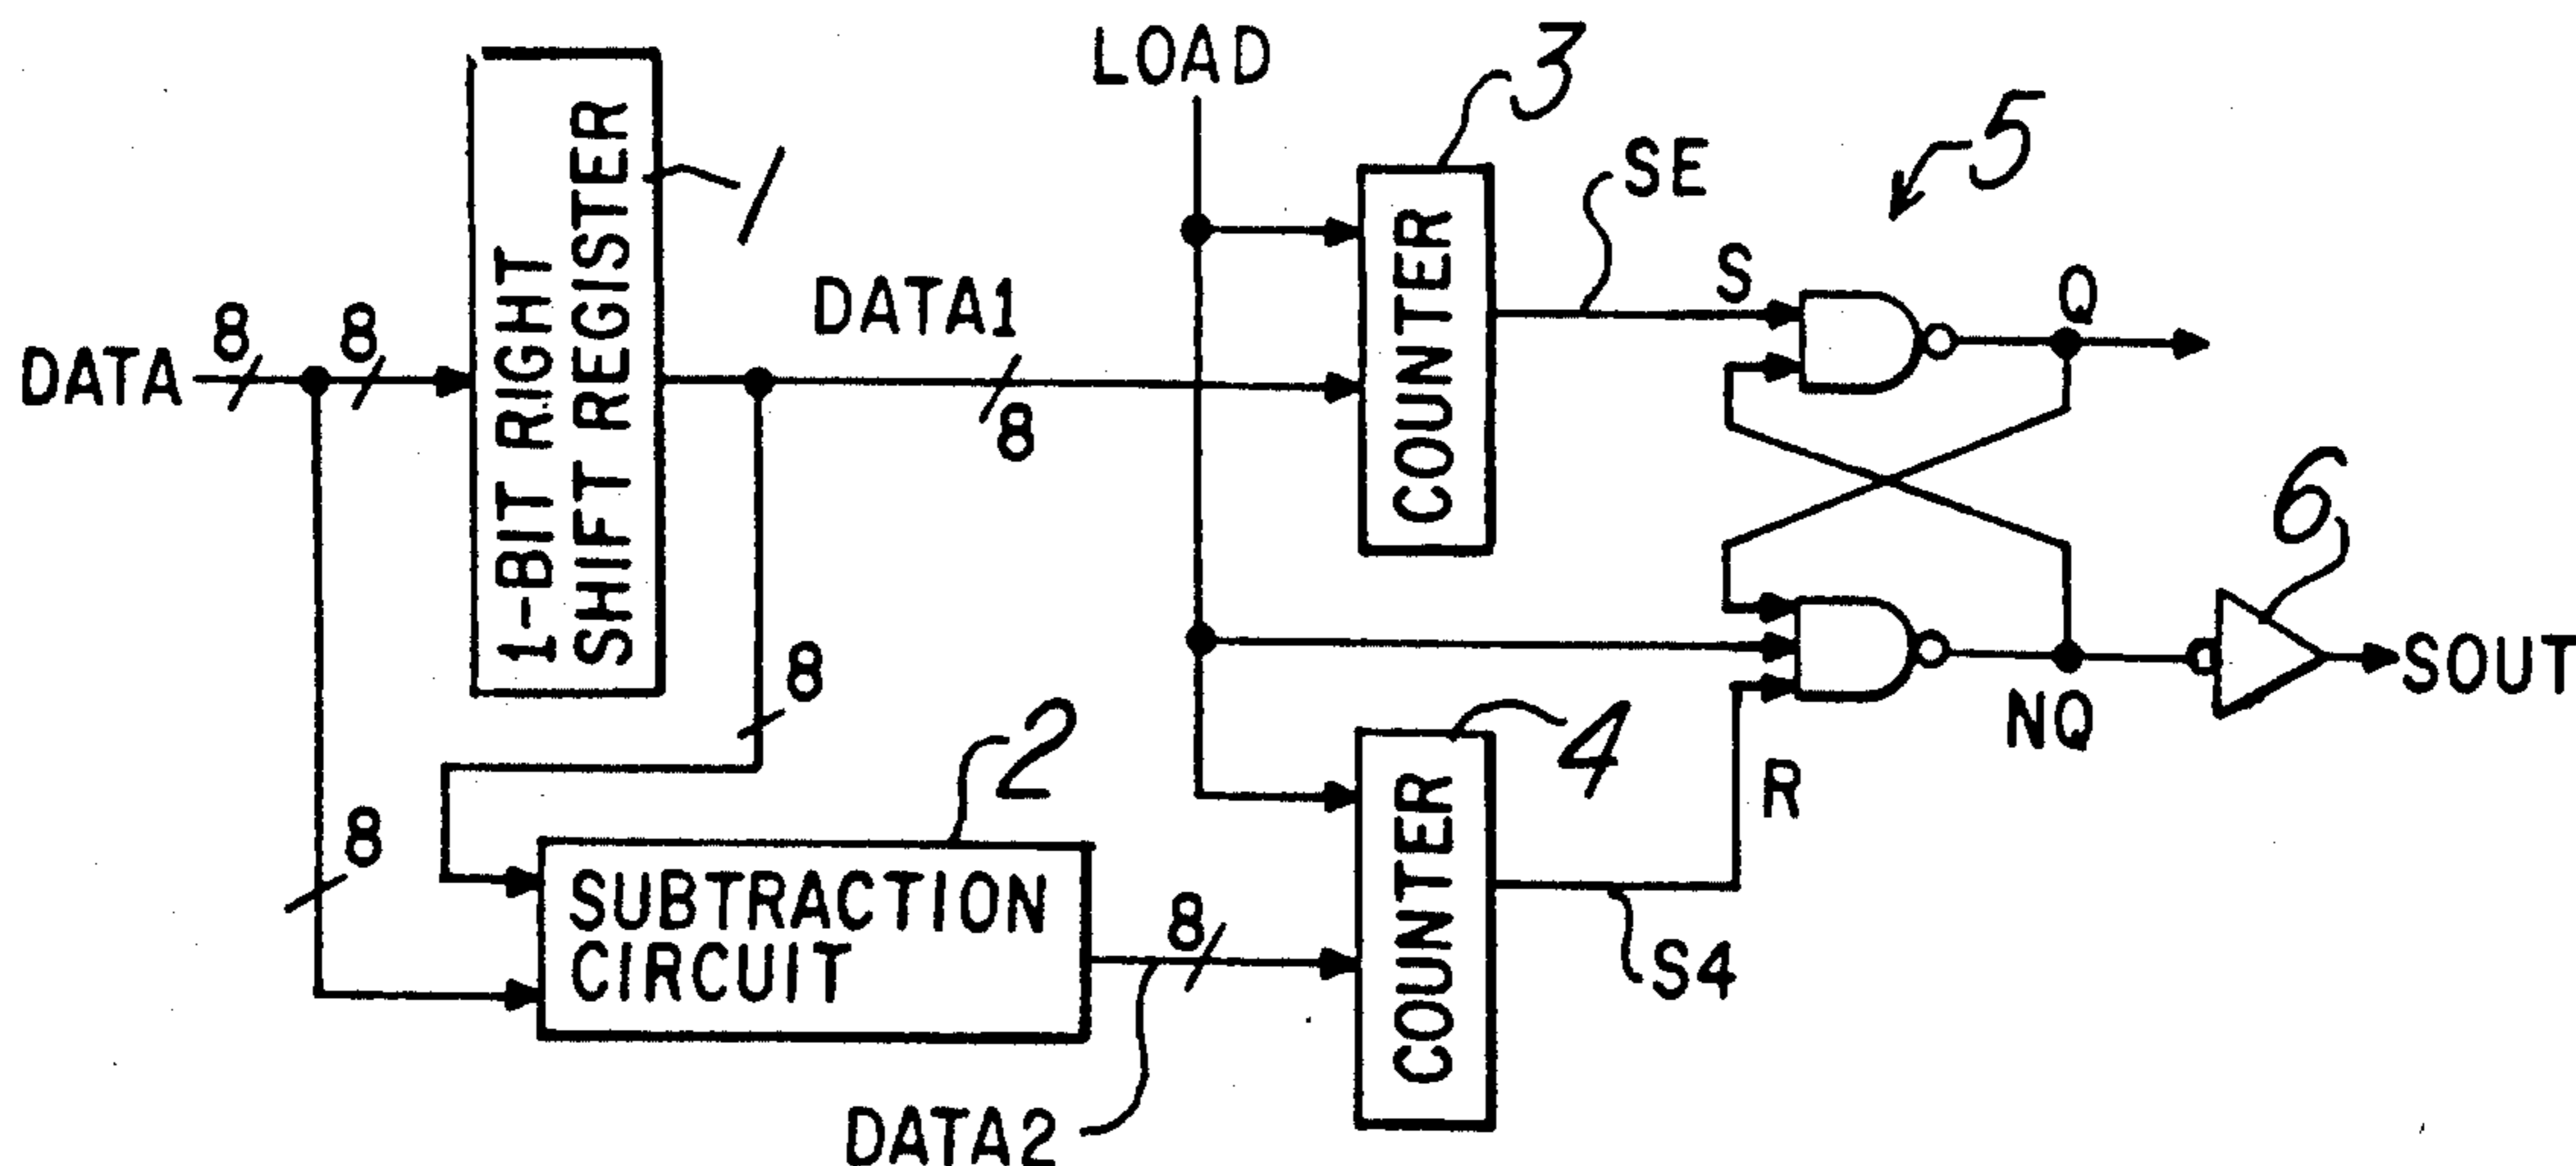 LOAD
3
SE
5
1-BIT RIGHT
SHIFT REGISTER
1
DATA
8
8
DATA1
8
COUNTER
S
Q
6
8
8
2
SUBTRACTION
CIRCUIT
8
DATA2
4
COUNTER
R
S4
NQ
SOUT